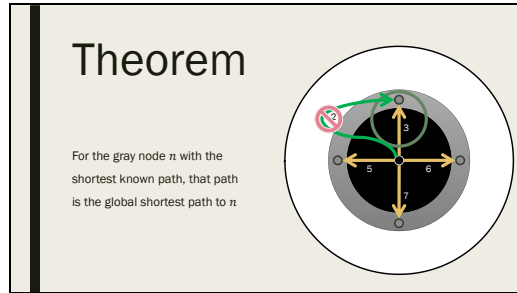 Theorem
For the gray node n with the
shortest known path, that path
is the global shortest path to n
2
3
5
6
7